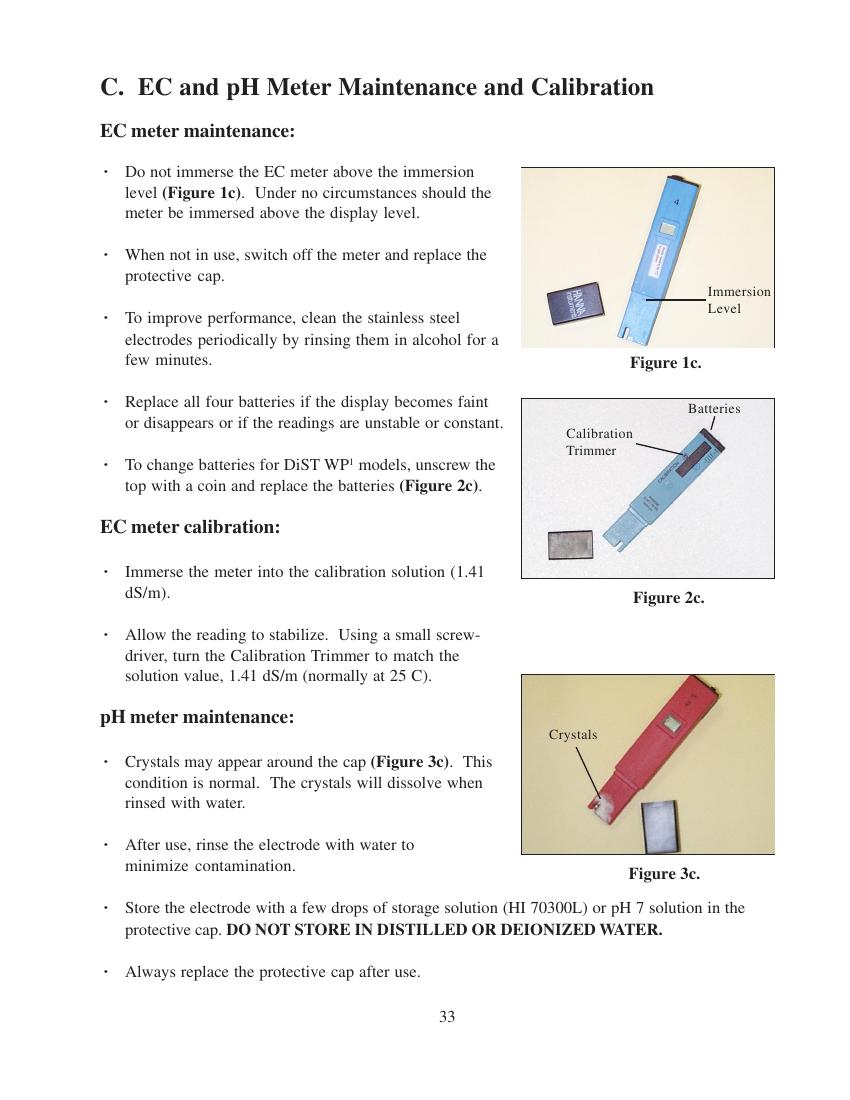 C. EC and pH Meter Maintenance and Calibration
EC meter maintenance:
· Do not immerse the EC meter above the immersion
level (Figure 1c). Under no circumstances should the
meter be immersed above the display level.
· When not in use, switch off the meter and replace the
protective cap.
· To improve performance, clean the stainless steel
electrodes periodically by rinsing them in alcohol for a
few minutes.
· Replace all four batteries if the display becomes faint
or disappears or if the readings are unstable or constant.
· To change batteries for DiST WP¹ models, unscrew the
top with a coin and replace the batteries (Figure 2c).
4
HANNA
instruments
Immersion
Level
Figure 1c.
Batteries
Calibration
Trimmer
CALIBRATION
Figure 2c.
EC meter calibration:
· Immerse the meter into the calibration solution (1.41
dS/m).
· Allow the reading to stabilize. Using a small screw-
driver, turn the Calibration Trimmer to match the
solution value, 1.41 dS/m (normally at 25 C).
pH meter maintenance:
· Crystals may appear around the cap (Figure 3c). This
condition is normal. The crystals will dissolve when
rinsed with water.
· After use, rinse the electrode with water to
minimize contamination.
Crystals
Figure 3c.
· Store the electrode with a few drops of storage solution (HI 70300L) or pH 7 solution in the
protective cap. DO NOT STORE IN DISTILLED OR DEIONIZED WATER.
· Always replace the protective cap after use.
33